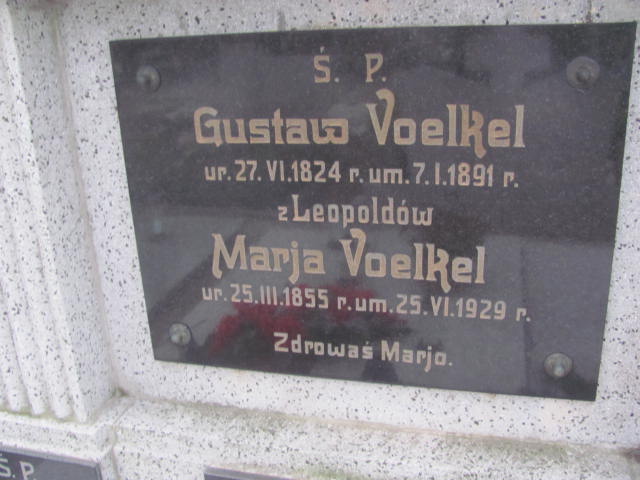 Ś. P.
Gustaw Voelkel
ur. 27. VI. 1824 r. um. 7. I. 1891 r.
z Leopoldów
Marja Voelkel
ur. 25. III. 1855 r. um. 25. VI. 1929 r.
Zdrowaś Marjo.
Ś. P.